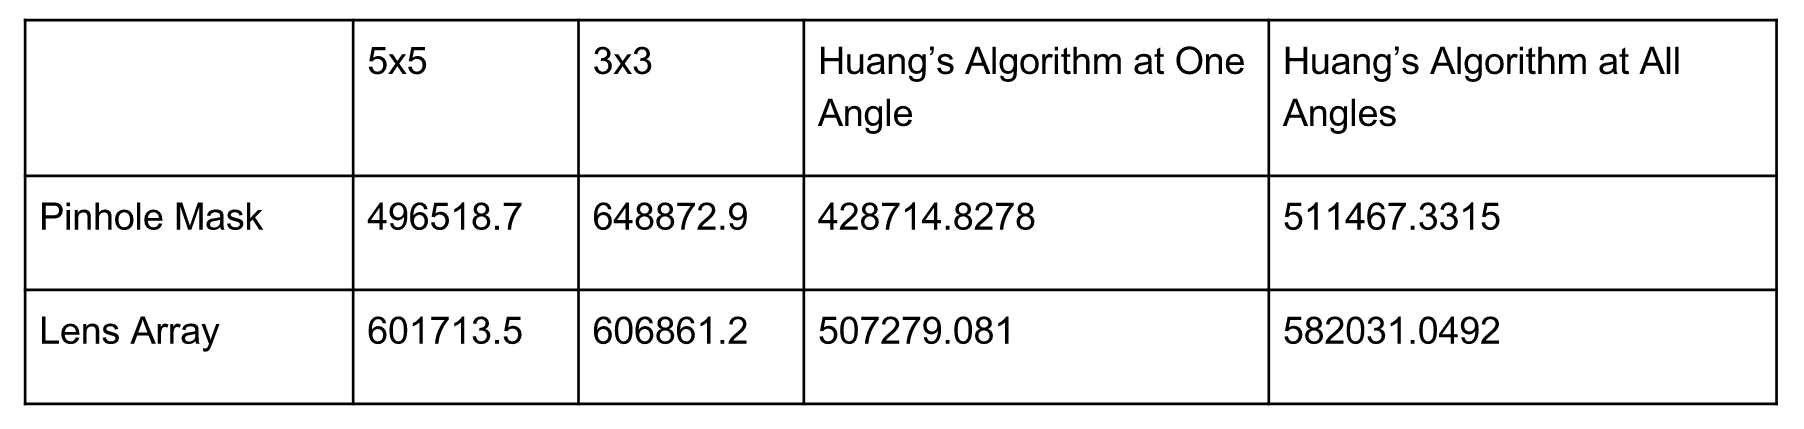 5x5 3x3 Huang’s Algorithm at One Angle Huang’s Algorithm at All Angles
Pinhole Mask 496518.7 648872.9 428714.8278 511467.3315
Lens Array 601713.5 606861.2 507279.081 582031.0492